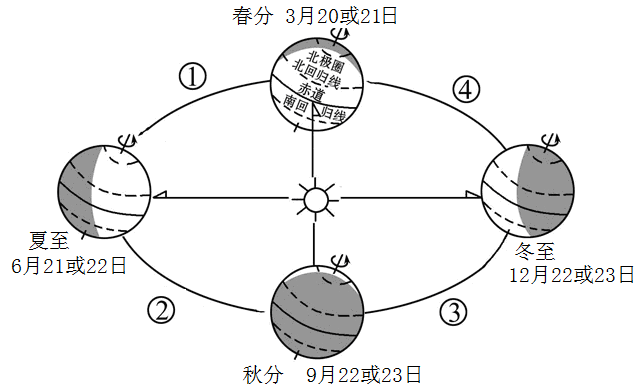 春分 3月20或21日
北极圈
北回归线
赤道
南回 归线
①
④
夏至
6月21或22日
冬至
12月22或23日
②
③
秋分 9月22或23日